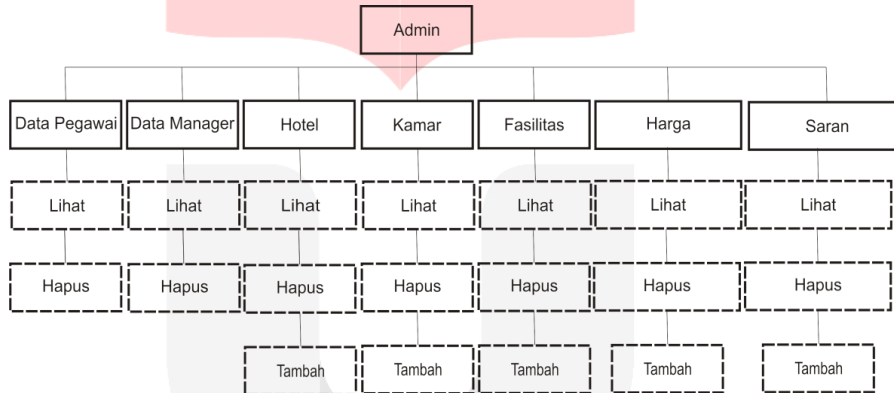 Admin
Data Pegawai Data Manager Hotel Kamar Fasilitas Harga Saran
Lihat Lihat Lihat Lihat Lihat Lihat Lihat
Hapus Hapus Hapus Hapus Hapus Hapus Hapus
Tambah Tambah Tambah Tambah Tambah